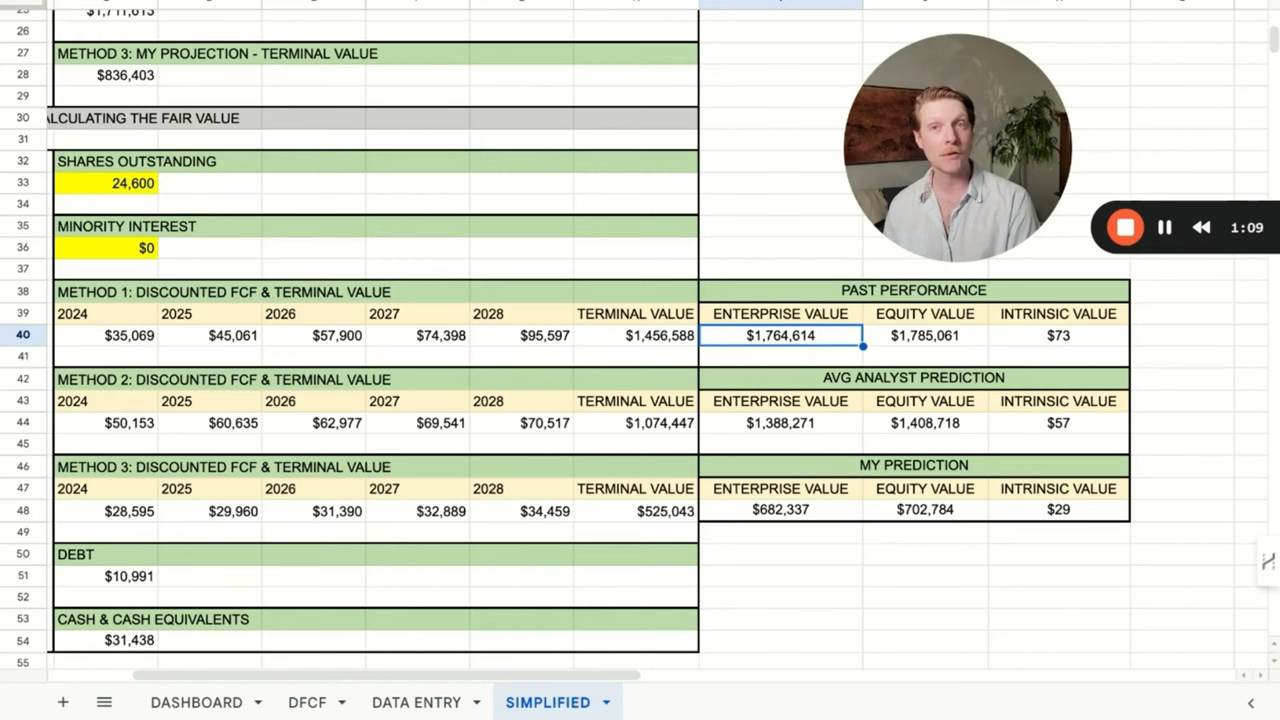 25 $1,711,613
26
27 METHOD 3: MY PROJECTION - TERMINAL VALUE
28 $836,403
29
30 ALCULATING THE FAIR VALUE
31
32 SHARES OUTSTANDING
33 24,600
34
35 MINORITY INTEREST
36 $0
37
1:09
38 METHOD 1: DISCOUNTED FCF & TERMINAL VALUE PAST PERFORMANCE
39 2024 2025 2026 2027 2028 TERMINAL VALUE ENTERPRISE VALUE EQUITY VALUE INTRINSIC VALUE
40 $35,069 $45,061 $57,900 $74,398 $95,597 $1,456,588 $1,764,614 $1,785,061 $73
41
42 METHOD 2: DISCOUNTED FCF & TERMINAL VALUE AVG ANALYST PREDICTION
43 2024 2025 2026 2027 2028 TERMINAL VALUE ENTERPRISE VALUE EQUITY VALUE INTRINSIC VALUE
44 $50,153 $60,635 $62,977 $69,541 $70,517 $1,074,447 $1,388,271 $1,408,718 $57
45
46 METHOD 3: DISCOUNTED FCF & TERMINAL VALUE MY PREDICTION
47 2024 2025 2026 2027 2028 TERMINAL VALUE ENTERPRISE VALUE EQUITY VALUE INTRINSIC VALUE
48 $28,595 $29,960 $31,390 $32,889 $34,459 $525,043 $682,337 $702,784 $29
49
50 DEBT
51 $10,991
52
53 CASH & CASH EQUIVALENTS
54 $31,438
55
DASHBOARD DFCF DATA ENTRY SIMPLIFIED